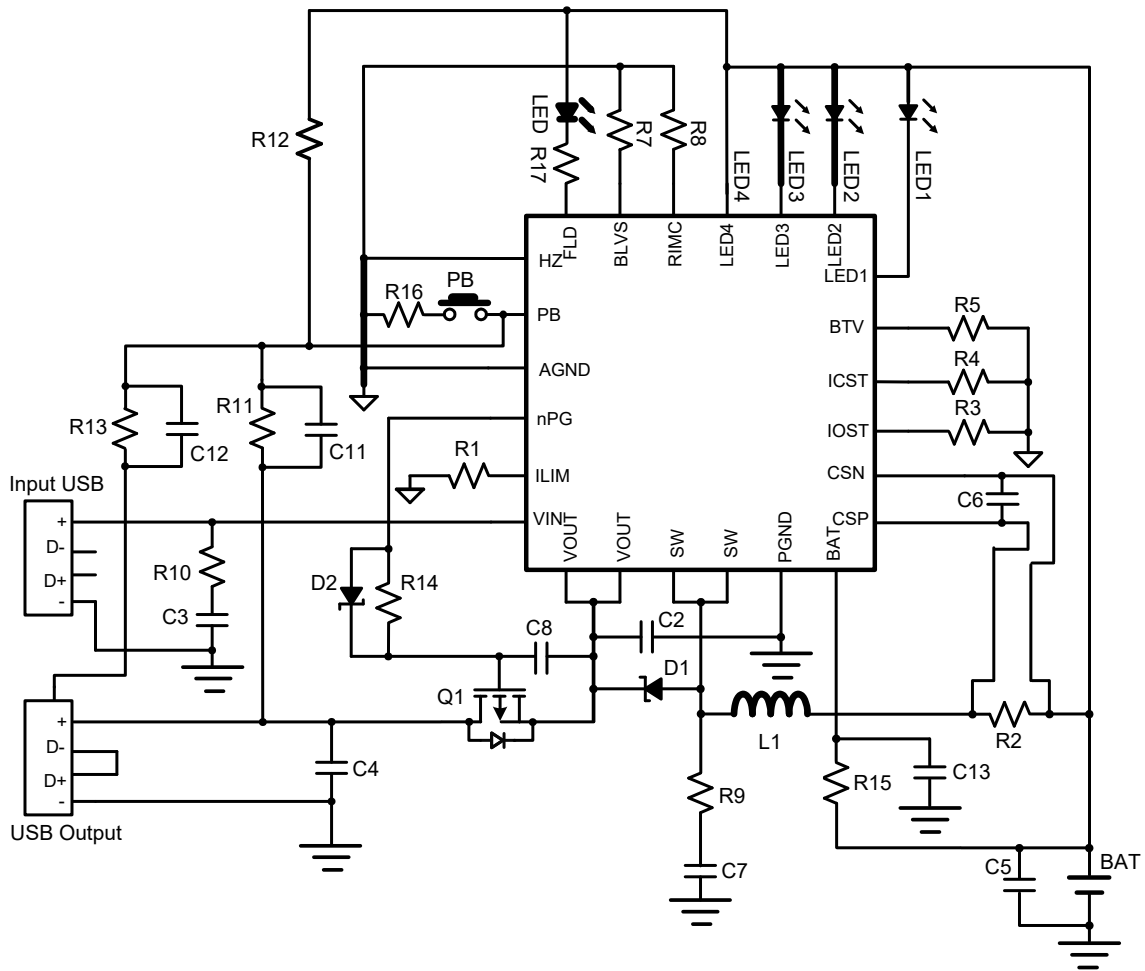 R12
LED
R17
R7
R8
LED4
LED3
LED2
LED1
HZ
FLD
BLVS
RIMC
LED4
LED3
LED2
LED1
R16
PB
PB
BTV
R5
AGND
ICST
R4
R13
C12
R11
C11
nPG
IOST
R3
R1
ILIM
CSN
C6
Input USB
+
D-
D+
-
VIN
VOUT
VOUT
SW
SW
PGND
BAT
CSP
R10
C3
D2
R14
C8
C2
D1
Q1
L1
R2
+
D-
D+
-
USB Output
C4
R9
C7
R15
C13
C5
BAT